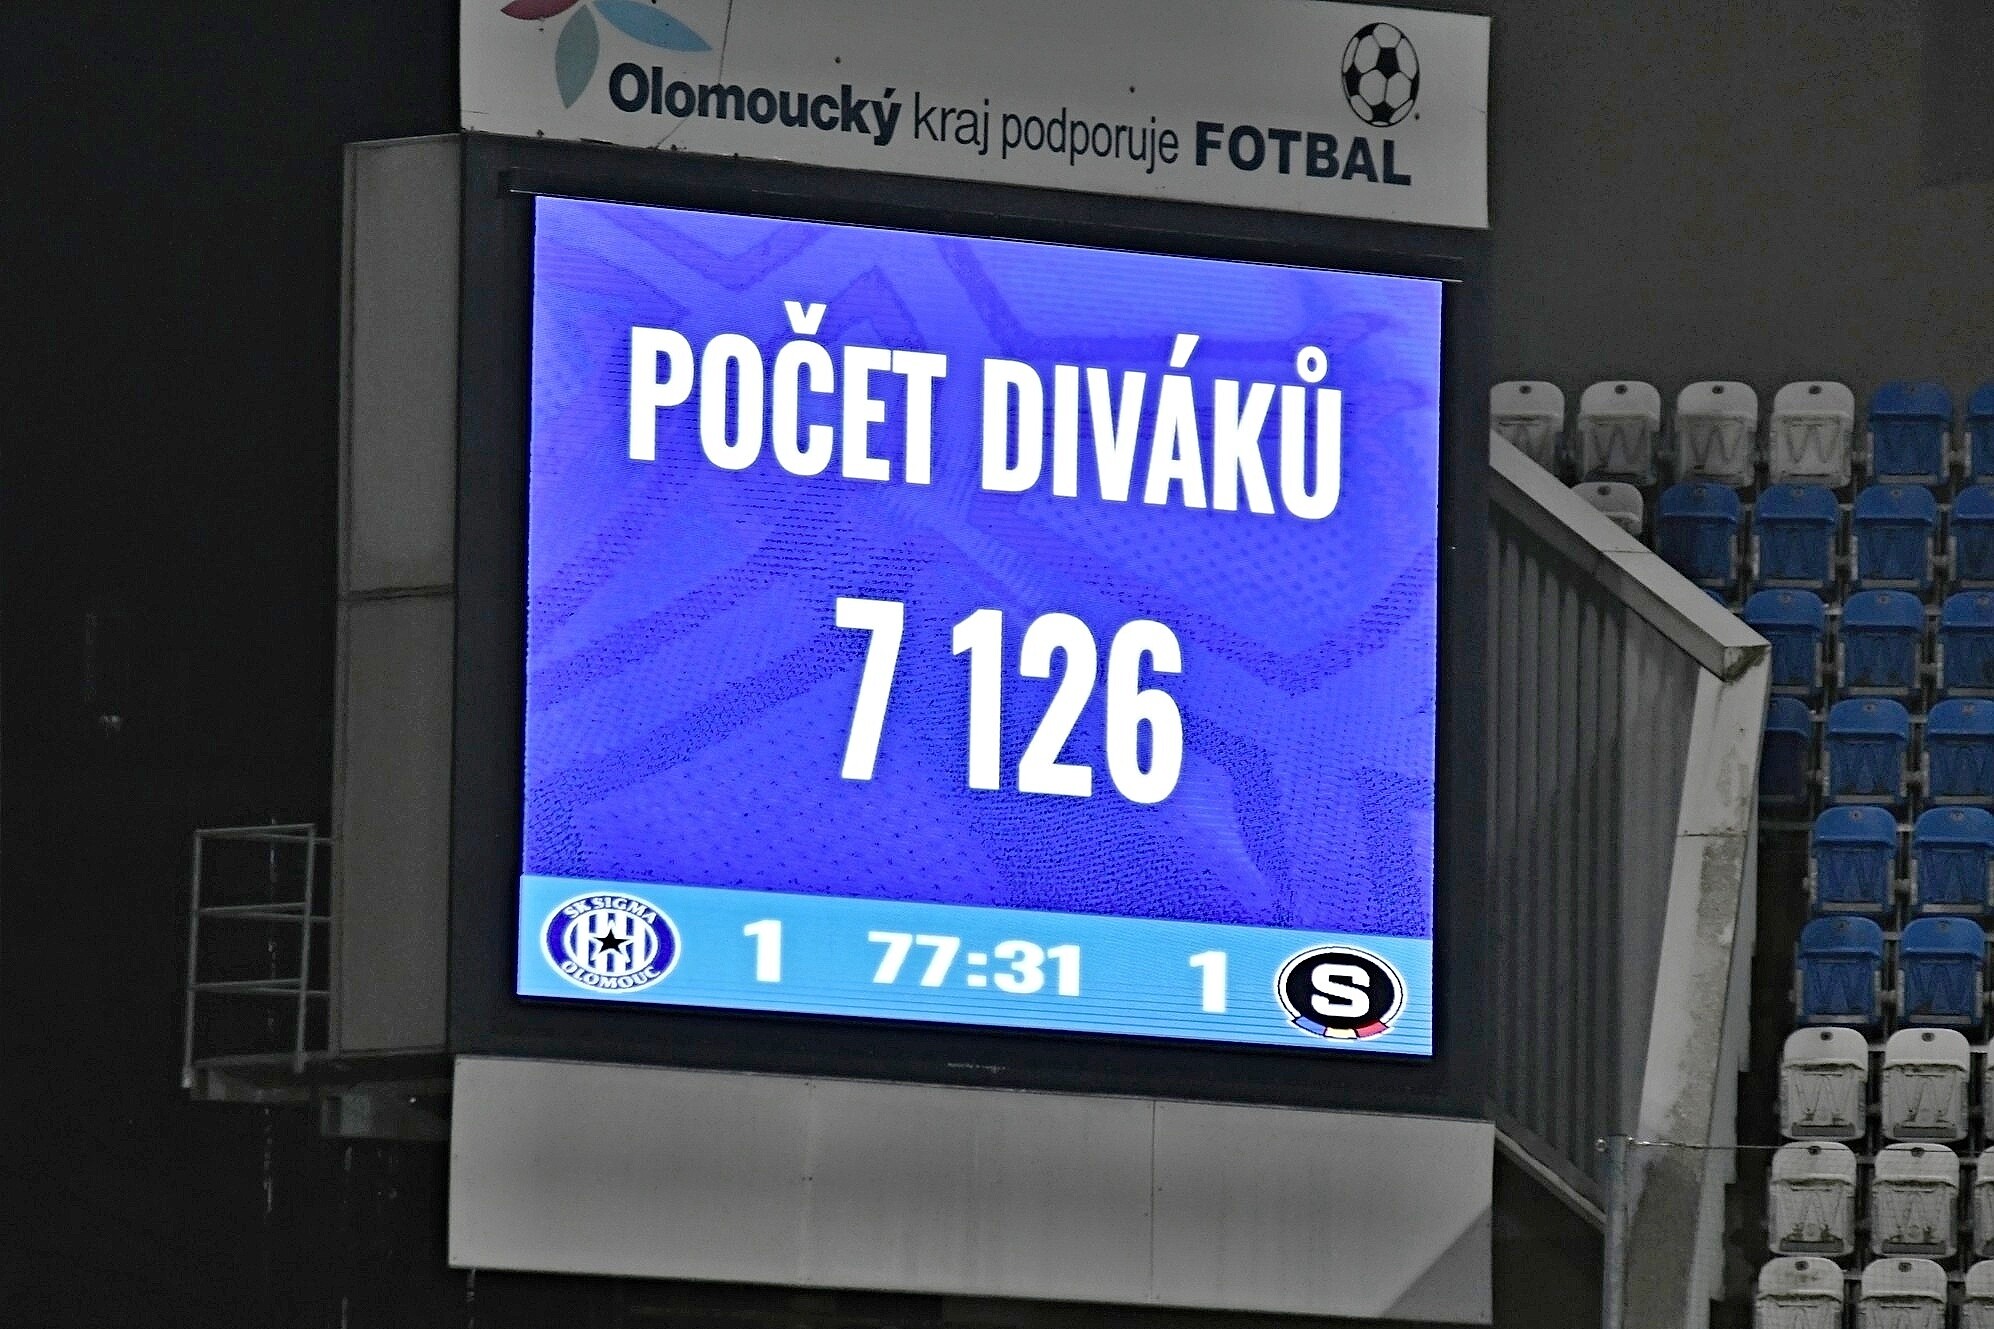 Olomoucký kraj podporuje FOTBAL
POČET DIVÁKŮ
7 126
SK SIGMA
OLOMOUC
1 77:31 1
S